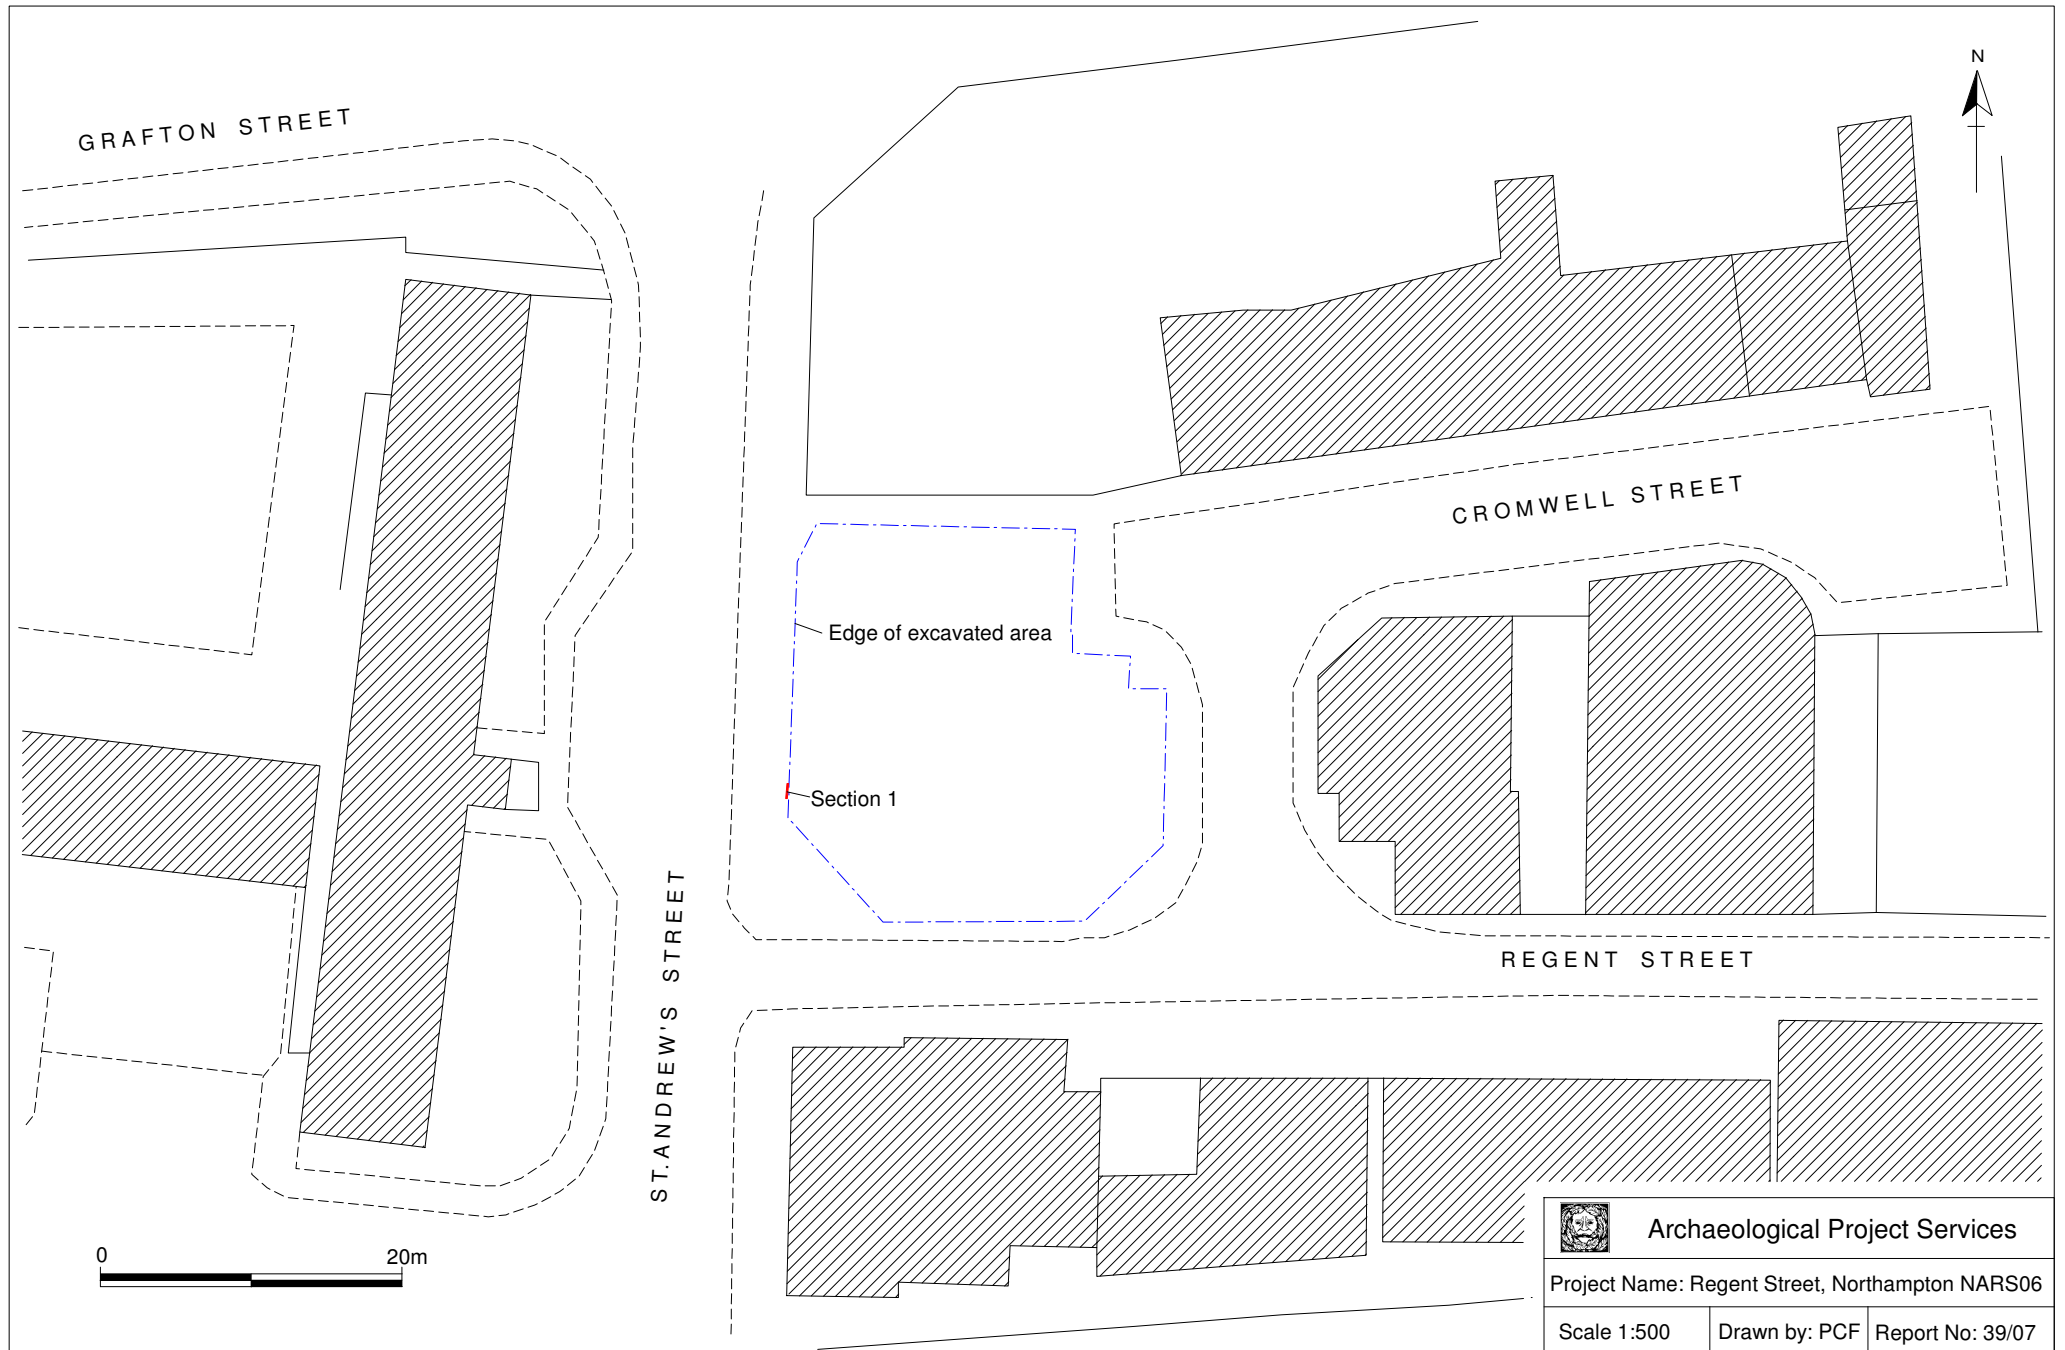 N
GRAFTON STREET
CROMWELL STREET
Edge of excavated area
Section 1
ST.ANDREW'S STREET
REGENT STREET
0 20m
Archaeological Project Services
Project Name: Regent Street, Northampton NARS06
Scale 1:500
Drawn by: PCF
Report No: 39/07